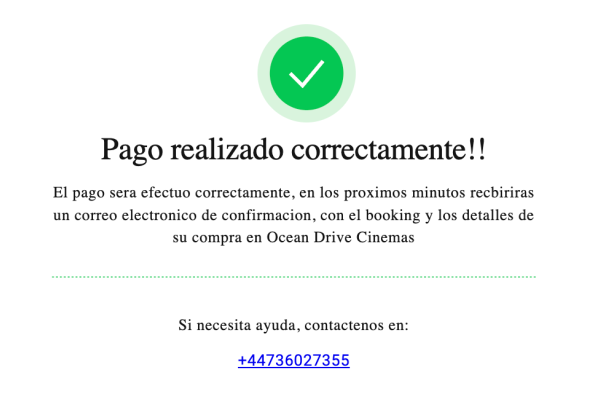 Pago realizado correctamente!!
El pago sera efectuo correctamente, en los proximos minutos recbiriras
un correo electronico de confirmacion, con el booking y los detalles de
su compra en Ocean Drive Cinemas
Si necesita ayuda, contactenos en:
+44736027355